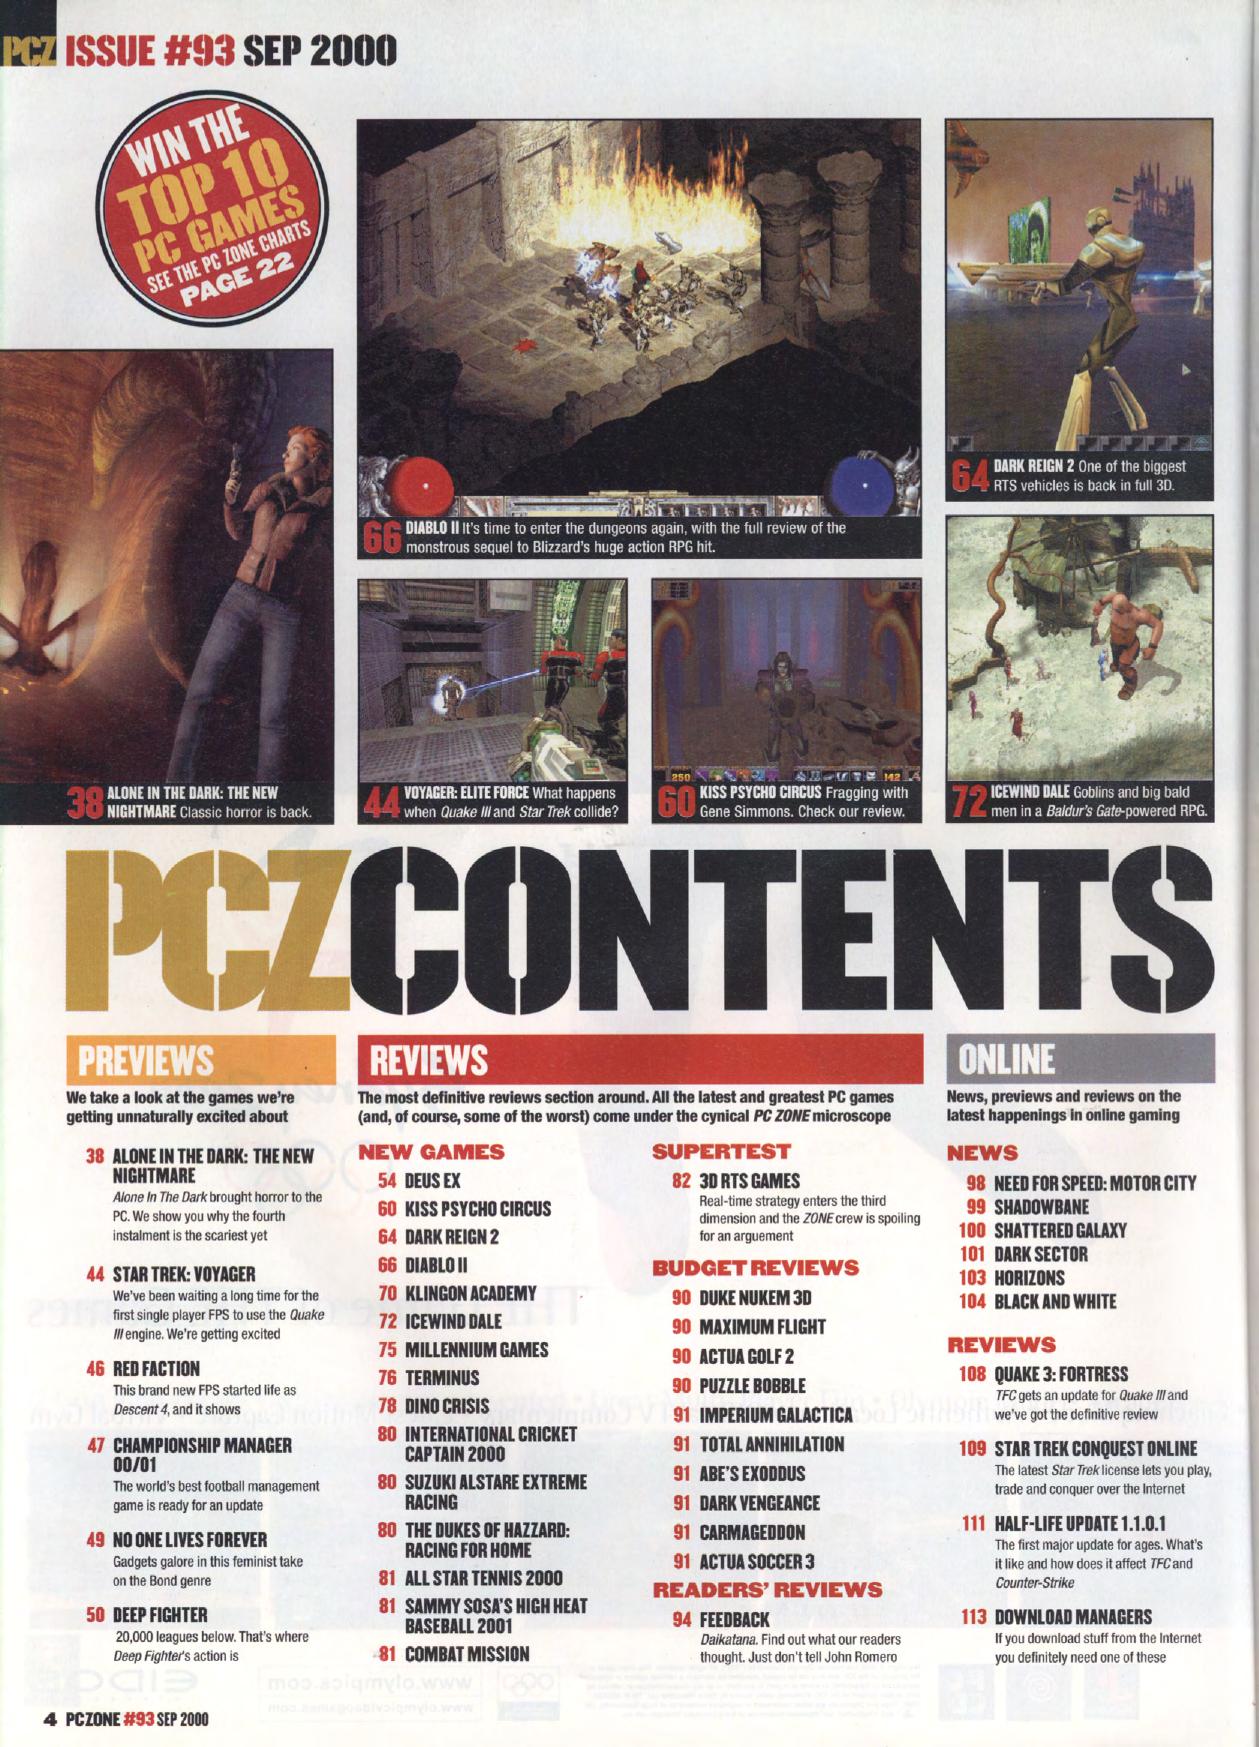 PCZ ISSUE #93 SEP 2000
WIN THE
TOP 10
PC GAMES
SEE THE PC ZONE CHARTS
PAGE 22
66 DIABLO II It's time to enter the dungeons again, with the full review of the
monstrous sequel to Blizzard's huge action RPG hit.
64 DARK REIGN 2 One of the biggest
RTS vehicles is back in full 3D.
38 ALONE IN THE DARK: THE NEW
NIGHTMARE Classic horror is back.
44 VOYAGER: ELITE FORCE What happens
when Quake III and Star Trek collide?
250
142
60 KISS PSYCHO CIRCUS Fragging with
Gene Simmons. Check our review.
72 ICEWIND DALE Goblins and big bald
men in a Baldur's Gate-powered RPG.
PCZCONTENTS
PREVIEWS
We take a look at the games we're
getting unnaturally excited about
38 ALONE IN THE DARK: THE NEW
NIGHTMARE
Alone In The Dark brought horror to the
PC. We show you why the fourth
instalment is the scariest yet
44 STAR TREK: VOYAGER
We've been waiting a long time for the
first single player FPS to use the Quake
III engine. We're getting excited
46 RED FACTION
This brand new FPS started life as
Descent 4, and it shows
47 CHAMPIONSHIP MANAGER
00/01
The world's best football management
game is ready for an update
49 NO ONE LIVES FOREVER
Gadgets galore in this feminist take
on the Bond genre
50 DEEP FIGHTER
20,000 leagues below. That's where
Deep Fighter's action is
REVIEWS
The most definitive reviews section around. All the latest and greatest PC games
(and, of course, some of the worst) come under the cynical PC ZONE microscope
NEW GAMES
54 DEUS EX
60 KISS PSYCHO CIRCUS
64 DARK REIGN 2
66 DIABLO II
70 KLINGON ACADEMY
72 ICEWIND DALE
75 MILLENNIUM GAMES
76 TERMINUS
78 DINO CRISIS
80 INTERNATIONAL CRICKET
CAPTAIN 2000
80 SUZUKI ALSTARE EXTREME
RACING
80 THE DUKES OF HAZZARD:
RACING FOR HOME
81 ALL STAR TENNIS 2000
81 SAMMY SOSA'S HIGH HEAT
BASEBALL 2001
81 COMBAT MISSION
SUPERTEST
82 3D RTS GAMES
Real-time strategy enters the third
dimension and the ZONE crew is spoiling
for an arguement
BUDGET REVIEWS
90 DUKE NUKEM 3D
90 MAXIMUM FLIGHT
90 ACTUA GOLF 2
90 PUZZLE BOBBLE
91 IMPERIUM GALACTICA
91 TOTAL ANNIHILATION
91 ABE'S EXODDUS
91 DARK VENGEANCE
91 CARMAGEDDON
91 ACTUA SOCCER 3
READERS' REVIEWS
94 FEEDBACK
Daikatana. Find out what our readers
thought. Just don't tell John Romero
ONLINE
News, previews and reviews on the
latest happenings in online gaming
NEWS
98 NEED FOR SPEED: MOTOR CITY
99 SHADOWBANE
100 SHATTERED GALAXY
101 DARK SECTOR
103 HORIZONS
104 BLACK AND WHITE
REVIEWS
108 QUAKE 3: FORTRESS
TFC gets an update for Quake III and
we've got the definitive review
109 STAR TREK CONQUEST ONLINE
The latest Star Trek license lets you play,
trade and conquer over the Internet
111 HALF-LIFE UPDATE 1.1.0.1
The first major update for ages. What's
it like and how does it affect TFC and
Counter-Strike
113 DOWNLOAD MANAGERS
If you download stuff from the Internet
you definitely need one of these
4 PCZONE #93 SEP 2000